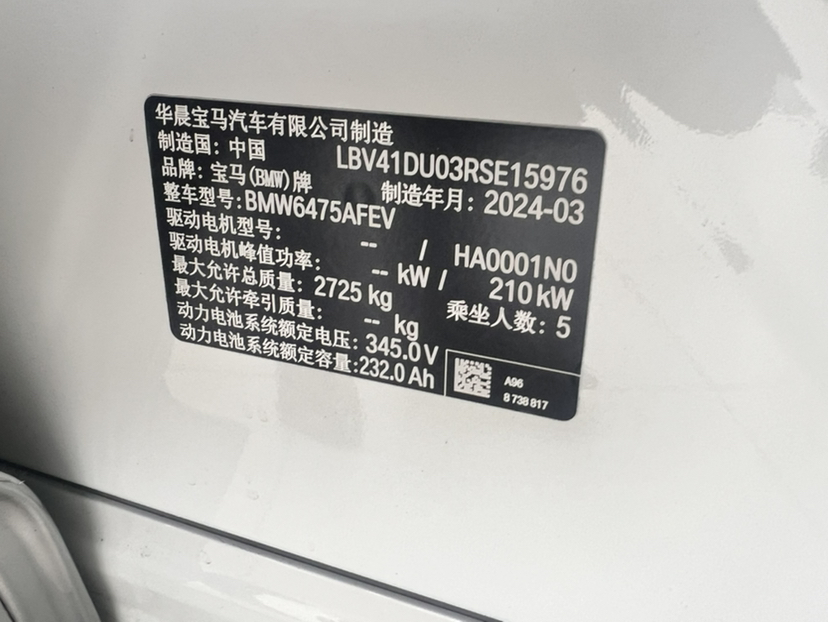 华晨宝马汽车有限公司制造
制造国: 中国 LBV41DU03RSE15976
品牌: 宝马(BMW)牌 制造年月: 2024-03
整车型号:BMW6475AFEV
驱动电机型号: -- / HA0001N0
驱动电机峰值功率: -- kW / 210kW
最大允许总质量: 2725 kg 乘坐人数: 5
最大允许牵引质量: -- kg
动力电池系统额定电压: 345.0V
动力电池系统额定容量:232.0Ah
A96
8 738 817